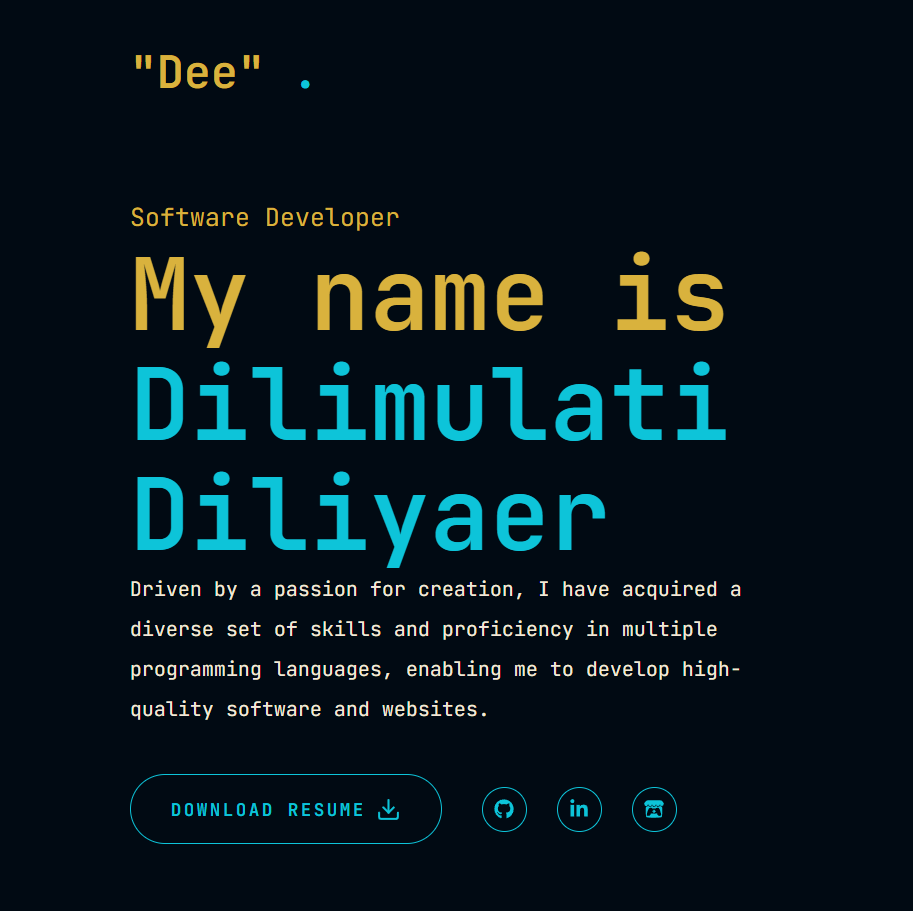 "Dee" .
Software Developer
My name is
Dilimulati
Diliyaer
Driven by a passion for creation, I have acquired a
diverse set of skills and proficiency in multiple
programming languages, enabling me to develop high-
quality software and websites.
DOWNLOAD RESUME
in